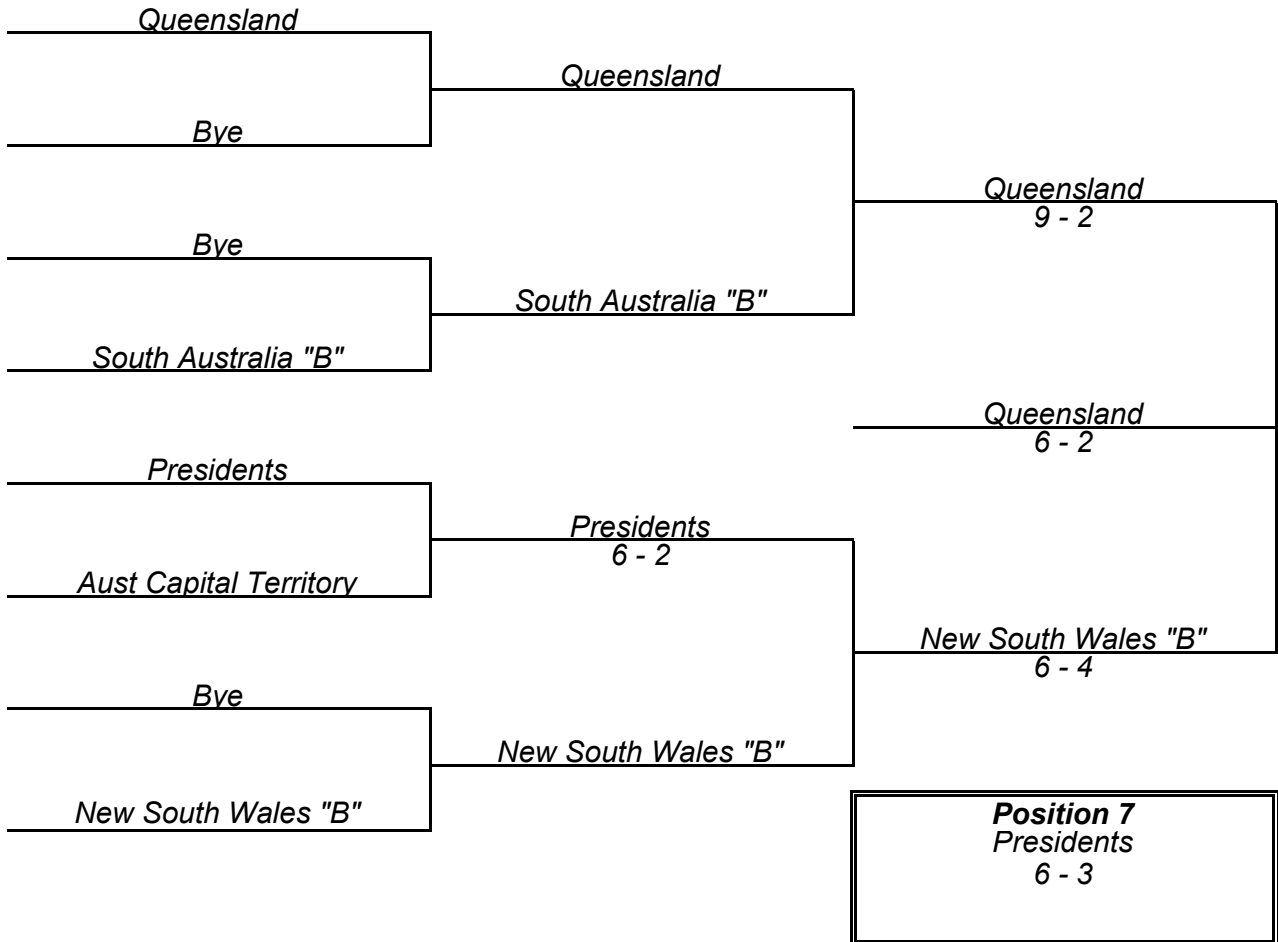 Queensland
Queensland
Bye
Queensland
9 - 2
Bye
South Australia "B"
South Australia "B"
Queensland
6 - 2
Presidents
Presidents
6 - 2
Aust Capital Territory
New South Wales "B"
6 - 4
Bye
New South Wales "B"
New South Wales "B"
Position 7
Presidents
6 - 3